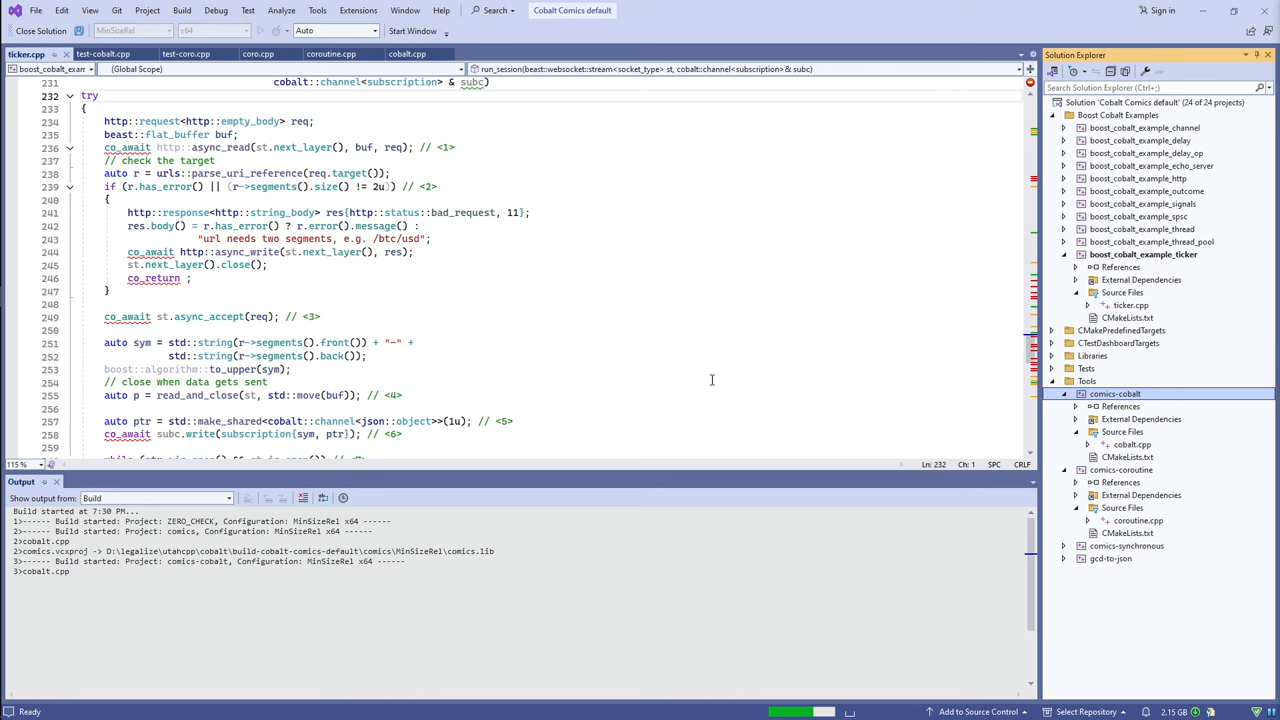 File Edit View Git Project Build Debug Test Analyze Tools Extensions Window Help Search Cobalt Comics default Sign in
Close Solution MinSizeRel x64 Auto Start Window
ticker.cpp test-cobalt.cpp test-coro.cpp coro.cpp coroutine.cpp cobalt.cpp
boost_cobalt_exam (Global Scope) run_session(beast::websocket::stream<socket_type> st, cobalt::channel<subscription>& subc)
231 cobalt::channel<subscription> & subc)
232 try
233 {
234 http::request<http::empty_body> req;
235 beast::flat_buffer buf;
236 co_await http::async_read(st.next_layer(), buf, req); // <1>
237 // check the target
238 auto r = urls::parse_uri_reference(req.target());
239 if (r.has_error() || (r->segments().size() != 2u)) // <2>
240 {
241 http::response<http::string_body> res{http::status::bad_request, 11};
242 res.body() = r.has_error() ? r.error().message() :
243 "url needs two segments, e.g. /btc/usd";
244 co_await http::async_write(st.next_layer(), res);
245 st.next_layer().close();
246 co_return ;
247 }
248
249 co_await st.async_accept(req); // <3>
250
251 auto sym = std::string(r->segments().front()) + "-" +
252 std::string(r->segments().back());
253 boost::algorithm::to_upper(sym);
254 // close when data gets sent
255 auto p = read_and_close(st, std::move(buf)); // <4>
256
257 auto ptr = std::make_shared<cobalt::channel<json::object>>(1u); // <5>
258 co_await subc.write(subscription{sym, ptr}); // <6>
259
115 % Ln: 232 Ch: 1 SPC CRLF
Output
Show output from: Build
Build started at 7:30 PM...
1>------ Build started: Project: ZERO_CHECK, Configuration: MinSizeRel x64 ------
2>------ Build started: Project: comics, Configuration: MinSizeRel x64 ------
2>cobalt.cpp
2>comics.vcxproj -> D:\legalize\utahcpp\cobalt\build-cobalt-comics-default\comics\MinSizeRel\comics.lib
3>------ Build started: Project: comics-cobalt, Configuration: MinSizeRel x64 ------
3>cobalt.cpp
Solution Explorer
Search Solution Explorer (Ctrl+;)
Solution 'Cobalt Comics default' (24 of 24 projects)
Boost Cobalt Examples
boost_cobalt_example_channel
boost_cobalt_example_delay
boost_cobalt_example_delay_op
boost_cobalt_example_echo_server
boost_cobalt_example_http
boost_cobalt_example_outcome
boost_cobalt_example_signals
boost_cobalt_example_spsc
boost_cobalt_example_thread
boost_cobalt_example_thread_pool
boost_cobalt_example_ticker
References
External Dependencies
Source Files
ticker.cpp
CMakeLists.txt
CMakePredefinedTargets
CTestDashboardTargets
Libraries
Tests
Tools
comics-cobalt
References
External Dependencies
Source Files
cobalt.cpp
CMakeLists.txt
comics-coroutine
References
External Dependencies
Source Files
coroutine.cpp
CMakeLists.txt
comics-synchronous
gcd-to-json
Ready Add to Source Control Select Repository 2.15 GB